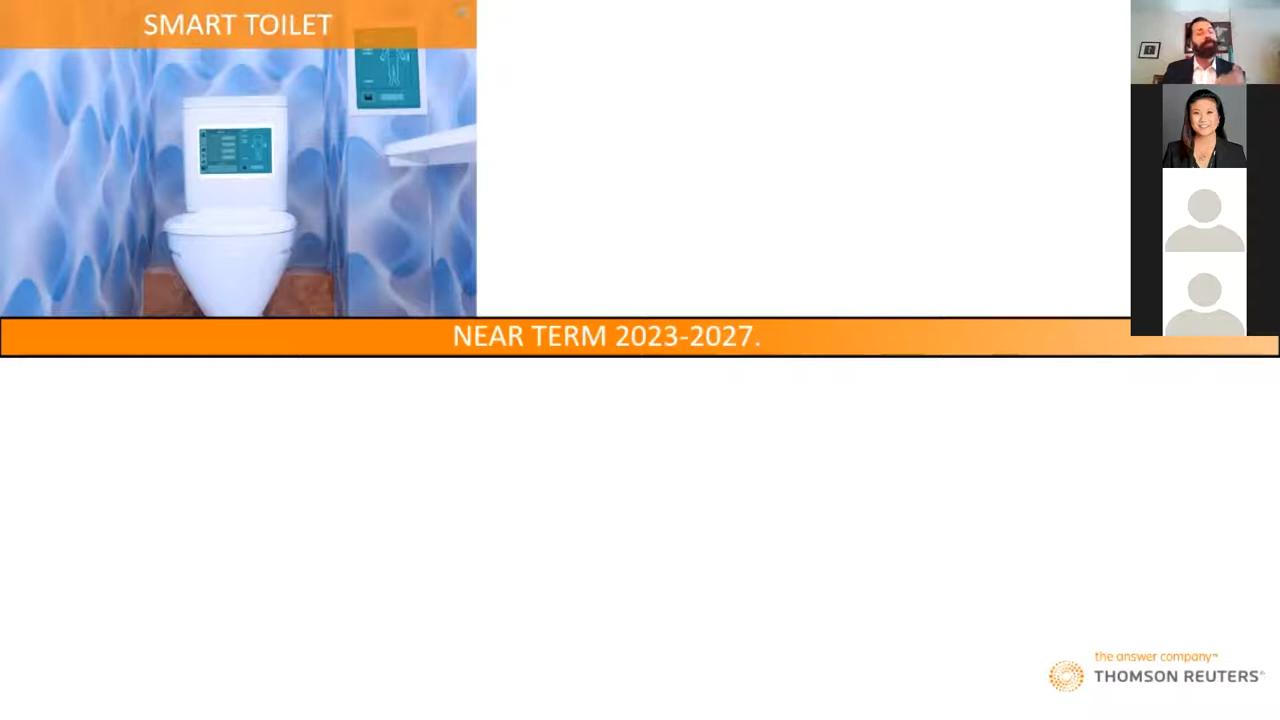 SMART TOILET
NEAR TERM 2023-2027.
the answer company™
THOMSON REUTERS®